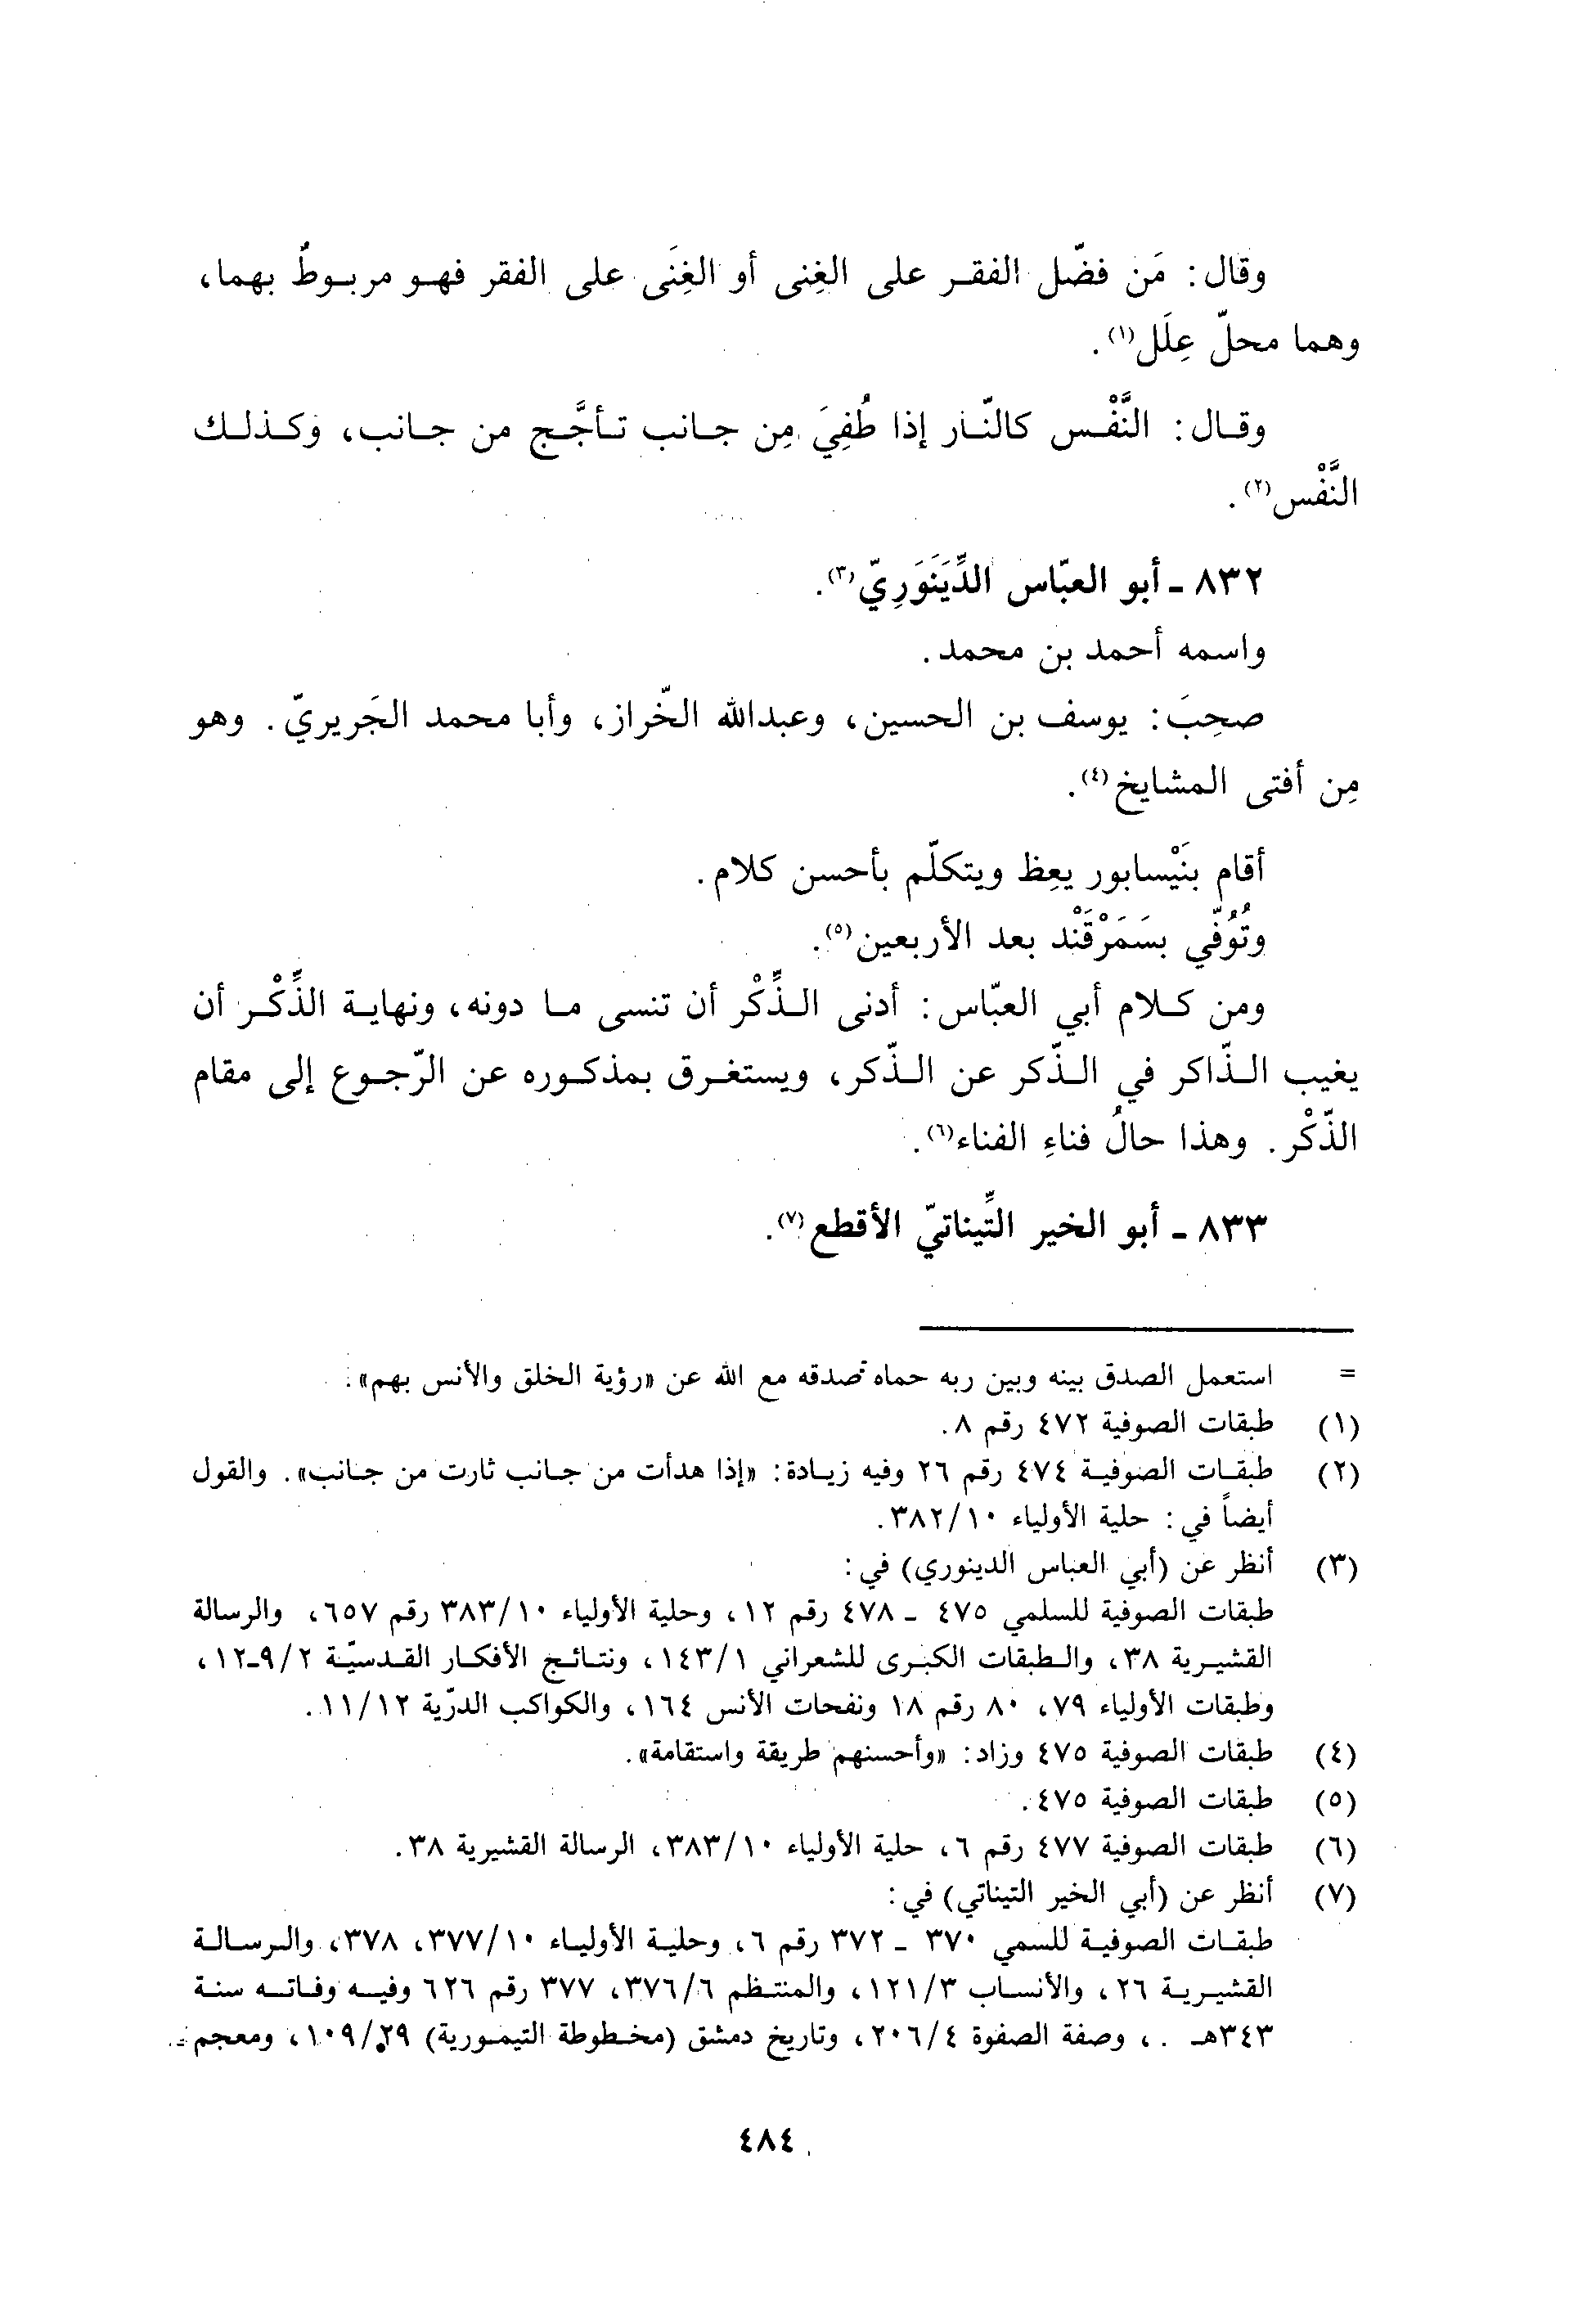 وقال: مَن فضّل الفقر على الغِنى أو الغِنَى على الفقر فهو مربوطٌ بهما،
وهما محلّ عِلَل(١).
وقال: النَّفْس كالنّار إذا طُفِيَ مِن جانب تأجَّج من جانب، وكذلك
النَّفْس(٢).
٨٣٢ - أبو العبّاس الدِّيَنَوَرِيّ(٣).
واسمه أحمد بن محمد.
صحِبَ: يوسف بن الحسين، وعبدالله الخّراز، وأبا محمد الجَريريّ. وهو
مِن أفتى المشايخ(٤).
أقام بنَيْسابور يعِظ ويتكلّم بأحسن كلام.
وتُوُفّي بسَمَرْقَنْد بعد الأربعين(٥).
ومن كلام أبي العبّاس: أدنى الذِّكْر أن تنسى ما دونه، ونهاية الذِّكْر أن
يغيب الذّاكر في الذّكر عن الذّكر، ويستغرق بمذكوره عن الرّجوع إلى مقام
الذّكْر. وهذا حالُ فناءِ الفناء(٦).
٨٣٣ - أبو الخير التِّيناتيّ الأقطع(٧).
= استعمل الصدق بينه وبين ربه حماه صدقه مع الله عن «رؤية الخلق والأنس بهم».
(١) طبقات الصوفية ٤٧٢ رقم ٨.
(٢) طبقات الصوفية ٤٧٤ رقم ٢٦ وفيه زيادة: «إذا هدأت من جانب ثارت من جانب». والقول
أيضاً في: حلية الأولياء ١٠/٣٨٢.
(٣) أنظر عن (أبي العباس الدينوري) في:
طبقات الصوفية للسلمي ٤٧٥ - ٤٧٨ رقم ١٢، وحلية الأولياء ١٠/٣٨٣ رقم ٦٥٧، والرسالة
القشيرية ٣٨، والطبقات الكبرى للشعراني ١/١٤٣، ونتائج الأفكار القدسيّة ٢/٩-١٢،
وطبقات الأولياء ٧٩، ٨٠ رقم ١٨ ونفحات الأنس ١٦٤، والكواكب الدرّية ١١/١٢.
(٤) طبقات الصوفية ٤٧٥ وزاد: «وأحسنهم طريقة واستقامة».
(٥) طبقات الصوفية ٤٧٥.
(٦) طبقات الصوفية ٤٧٧ رقم ٦، حلية الأولياء ١٠/٣٨٣، الرسالة القشيرية ٣٨.
(٧) أنظر عن (أبي الخير التيناتي) في:
طبقات الصوفية للسمي ٣٧٠ - ٣٧٢ رقم ٦، وحلية الأولياء ١٠/٣٧٧، ٣٧٨، والرسالة
القشيرية ٢٦، والأنساب ٣/١٢١، والمنتظم ٦/٣٧٦، ٣٧٧ رقم ٦٢٦ وفيه وفاته سنة
٣٤٣هـ .، وصفة الصفوة ٤/٢٠٦، وتاريخ دمشق (مخطوطة التيمورية) ٢٩/١٠٩، ومعجم =
٤٨٤